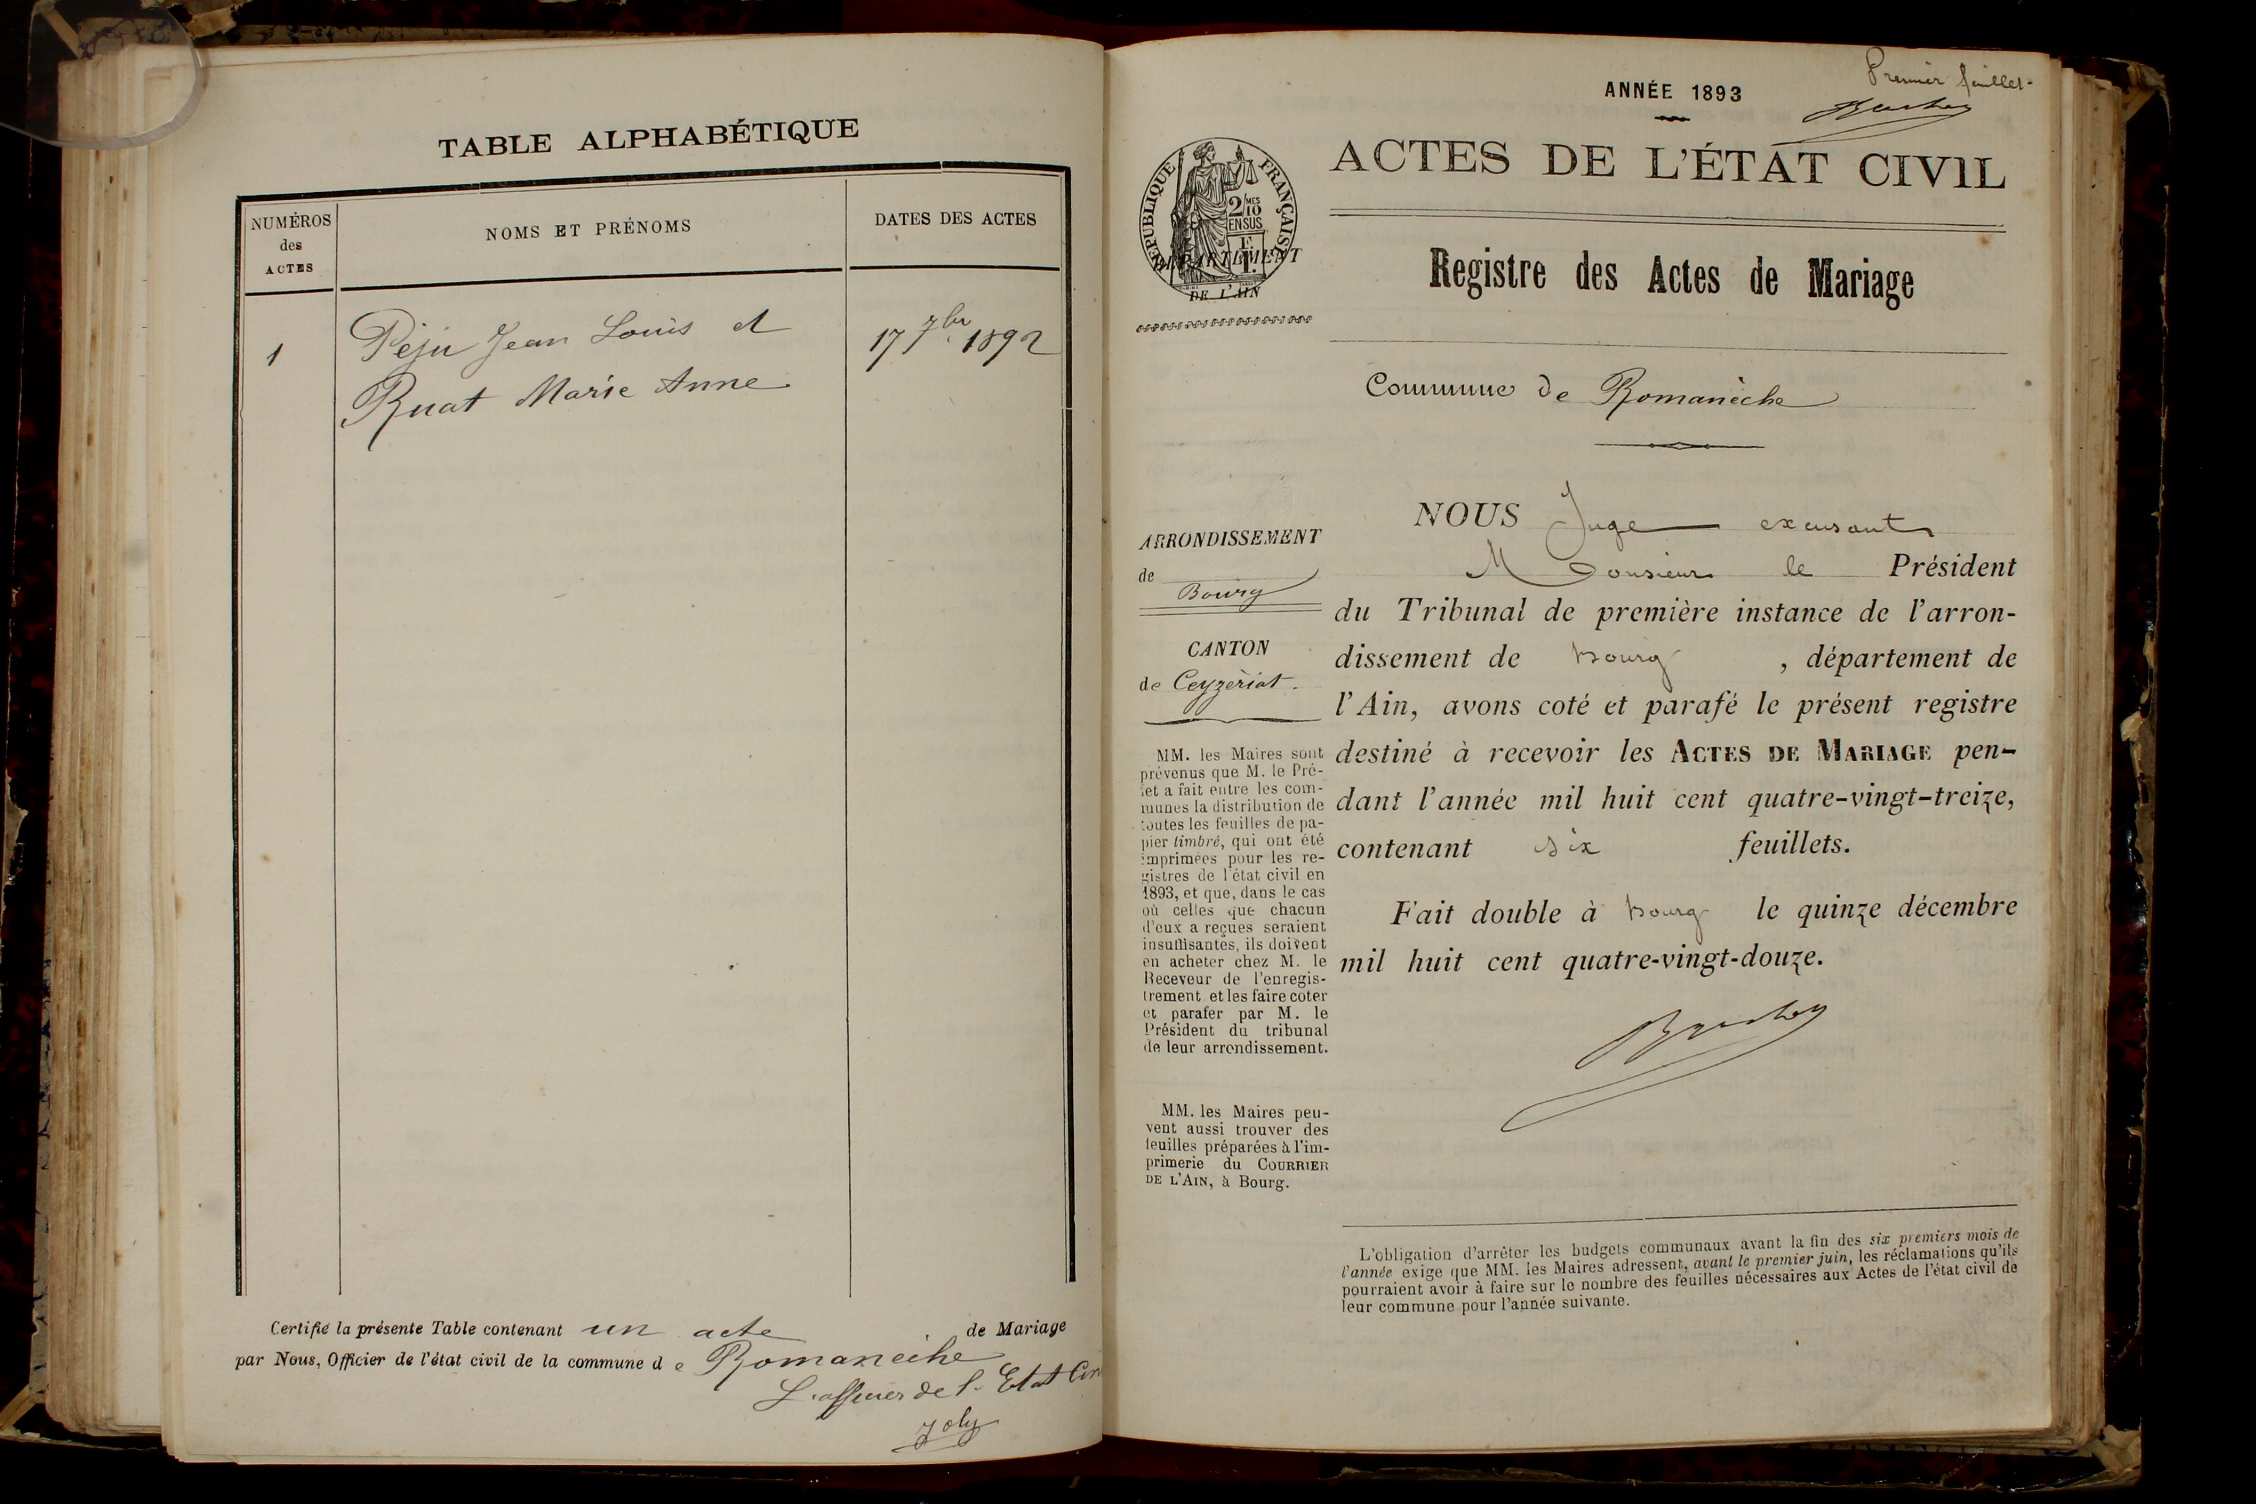 TABLE ALPHABÉTIQUE
NUMÉROS
des
ACTES
NOMS ET PRÉNOMS
DATES DES ACTES
1
Péju Jean Louis et
17 7bre 1892
Ruat Marie Anne
Certifié la présente Table contenant un acte de Mariage
par Nous, Officier de l'état civil de la commune de Romanèche
L'officier de l'Etat Civ
Joly
Premier feuillet
ANNÉE 1893
ACTES DE L'ÉTAT CIVIL
RÉPUBLIQUE FRANÇAISE
2 MES 10
EN SUS
DÉPARTEMENT
DE L'AIN
Registre des Actes de Mariage
Commune de Romanèche
ARRONDISSEMENT
de
Bourg
CANTON
de Ceyzériat.
MM. les Maires sont
prévenus que M. le Pré-
fet a fait entre les com-
munes la distribution de
toutes les feuilles de pa-
pier timbré, qui ont été
imprimées pour les re-
gistres de l'état civil en
1893, et que, dans le cas
où celles que chacun
d'eux a reçues seraient
insuffisantes, ils doivent
en acheter chez M. le
Receveur de l'enregis-
trement et les faire coter
et parafer par M. le
Président du tribunal
de leur arrondissement.
MM. les Maires peu-
vent aussi trouver des
feuilles préparées à l'im-
primerie du COURRIER
DE L'AIN, à Bourg.
NOUS Juge excusant
Monsieur le Président
du Tribunal de première instance de l'arron-
dissement de Bourg, département de
l'Ain, avons coté et parafé le présent registre
destiné à recevoir les ACTES DE MARIAGE pen-
dant l'année mil huit cent quatre-vingt-treize,
contenant six feuillets.
Fait double à Bourg le quinze décembre
mil huit cent quatre-vingt-douze.
L'obligation d'arrêter les budgets communaux avant la fin des six premiers mois de
l'année exige que MM. les Maires adressent, avant le premier juin, les réclamations qu'ils
pourraient avoir à faire sur le nombre des feuilles nécessaires aux Actes de l'état civil de
leur commune pour l'année suivante.